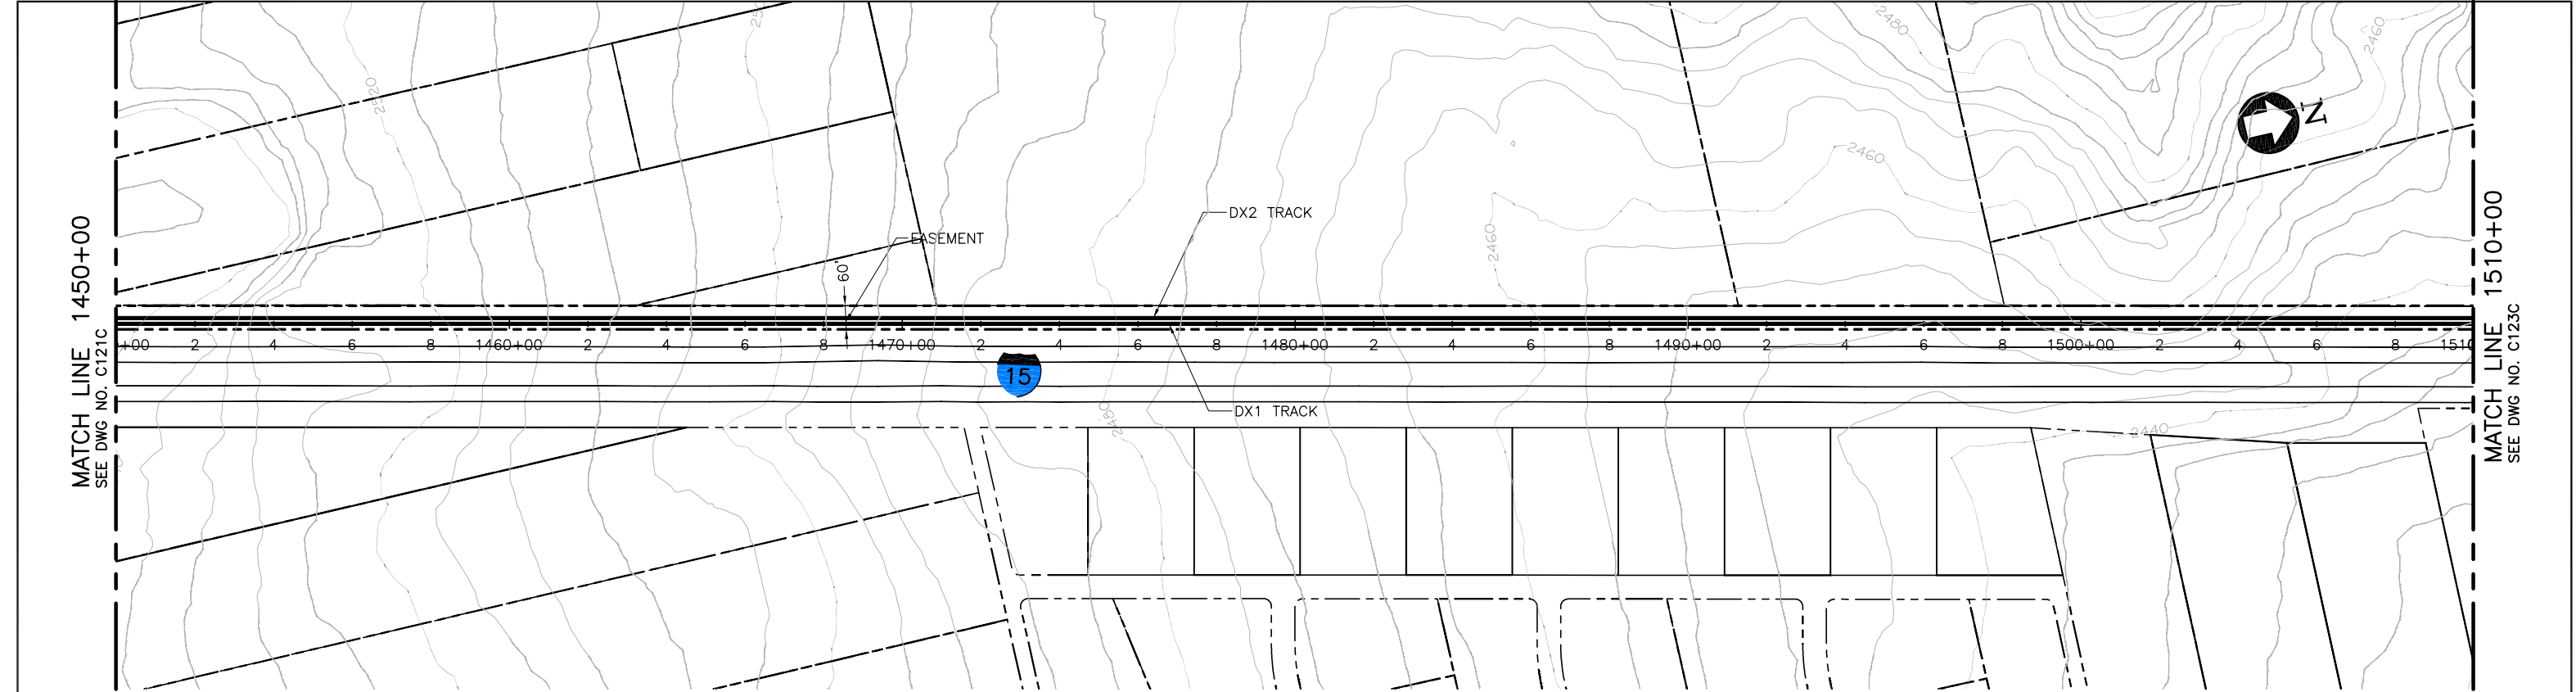 MATCH LINE 1450+00
SEE DWG NO. C121C
2520
2480
2460
2460
2460
N
DX2 TRACK
EASEMENT
60'
+00 2 4 6 8 1460+00 2 4 6 8 1470+00 2 4 6 8 1480+00 2 4 6 8 1490+00 2 4 6 8 1500+00 2 4 6 8 1510
15
DX1 TRACK
2480
2440
MATCH LINE 1510+00
SEE DWG NO. C123C